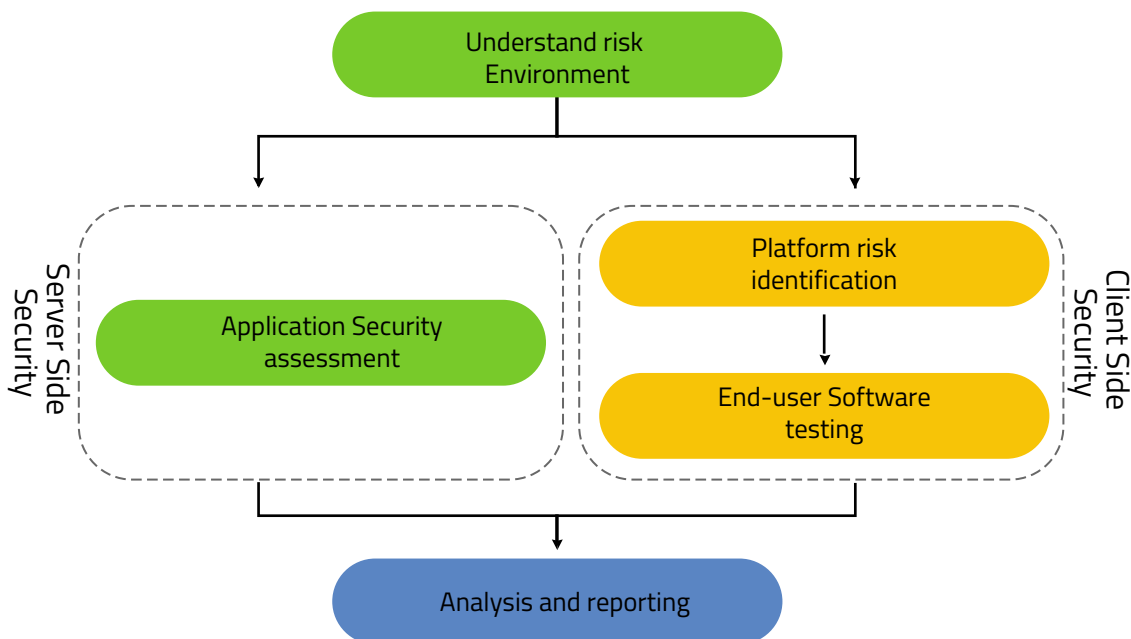 Understand risk
Environment
Server Side
Security
Application Security
assessment
Platform risk
identification
End-user Software
testing
Client Side
Security
Analysis and reporting